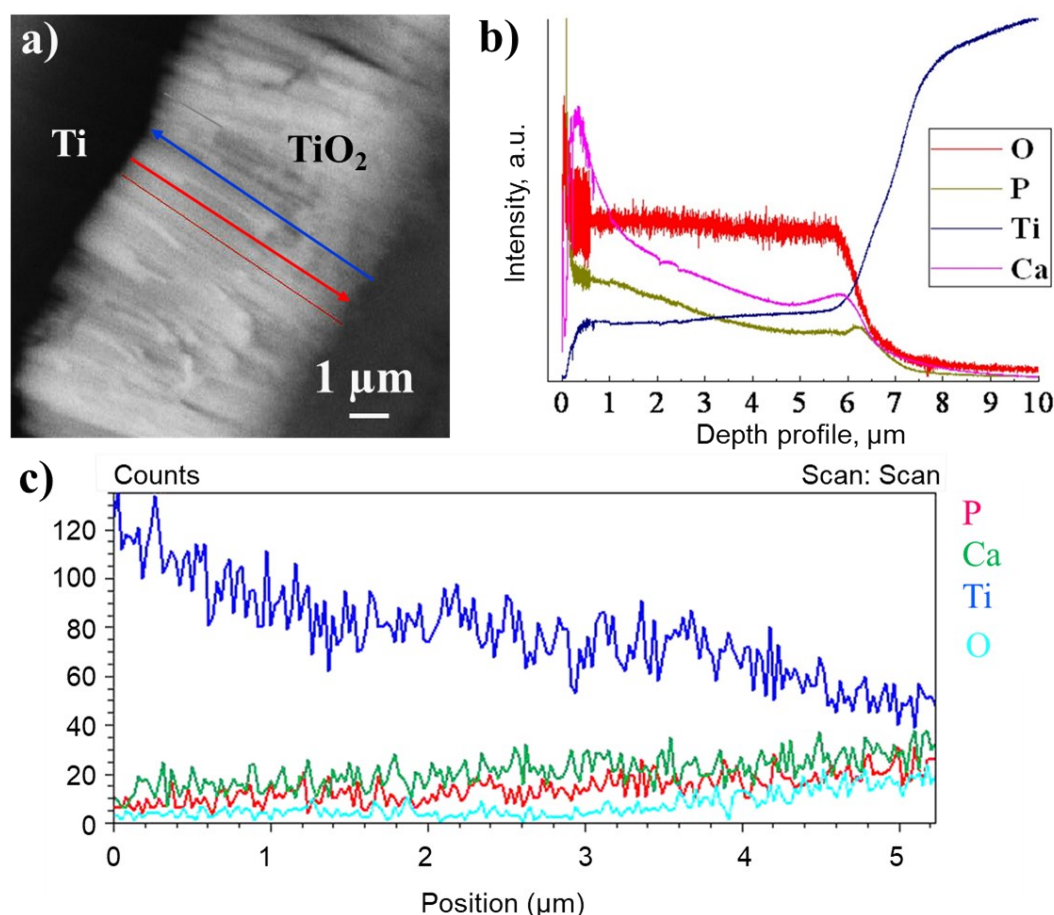 a)
Ti
TiO₂
1 µm
b)
Intensity, a.u.
O
P
Ti
Ca
0 1 2 3 4 5 6 7 8 9 10
Depth profile, µm
c)
Counts
Scan: Scan
120
100
80
60
40
20
0
0 1 2 3 4 5
Position (µm)
P
Ca
Ti
O